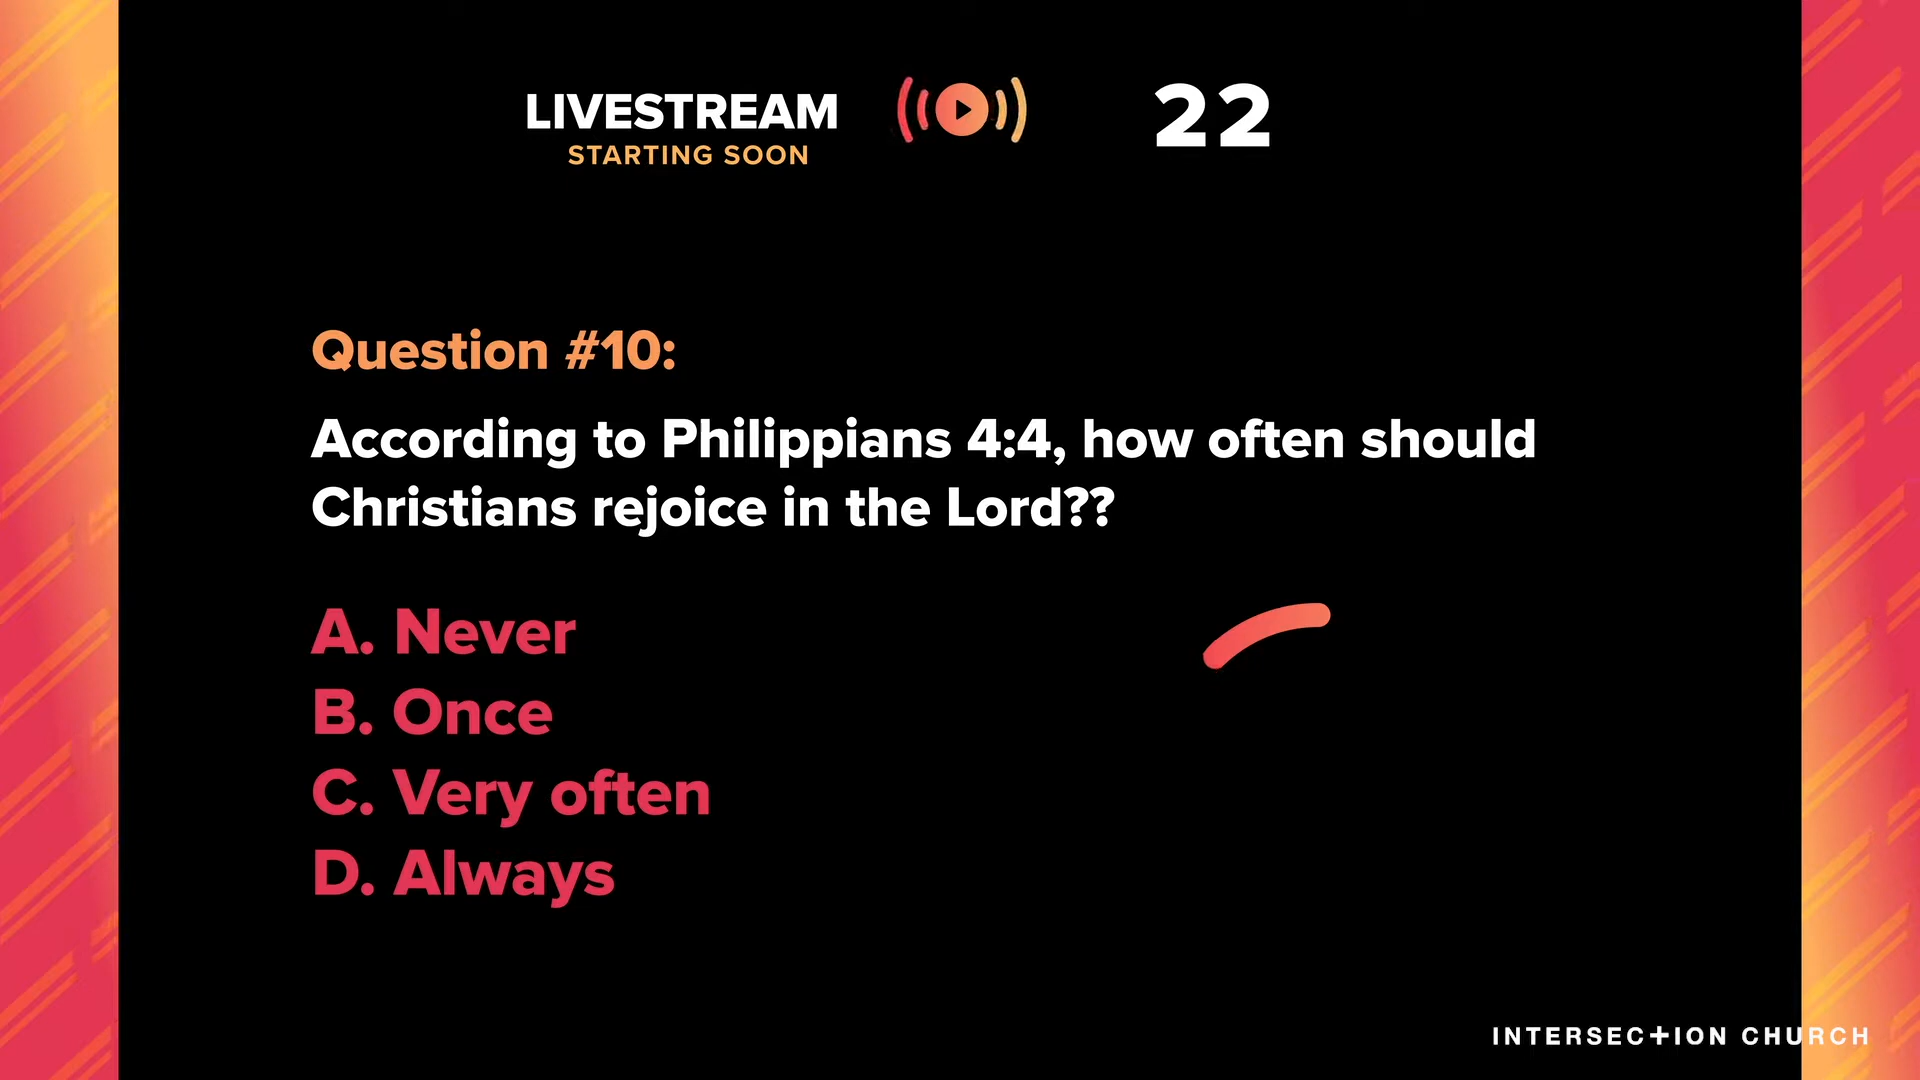 LIVESTREAM
STARTING SOON
22
Question #10:
According to Philippians 4:4, how often should
Christians rejoice in the Lord??
A. Never
B. Once
C. Very often
D. Always
INTERSECTION CHURCH